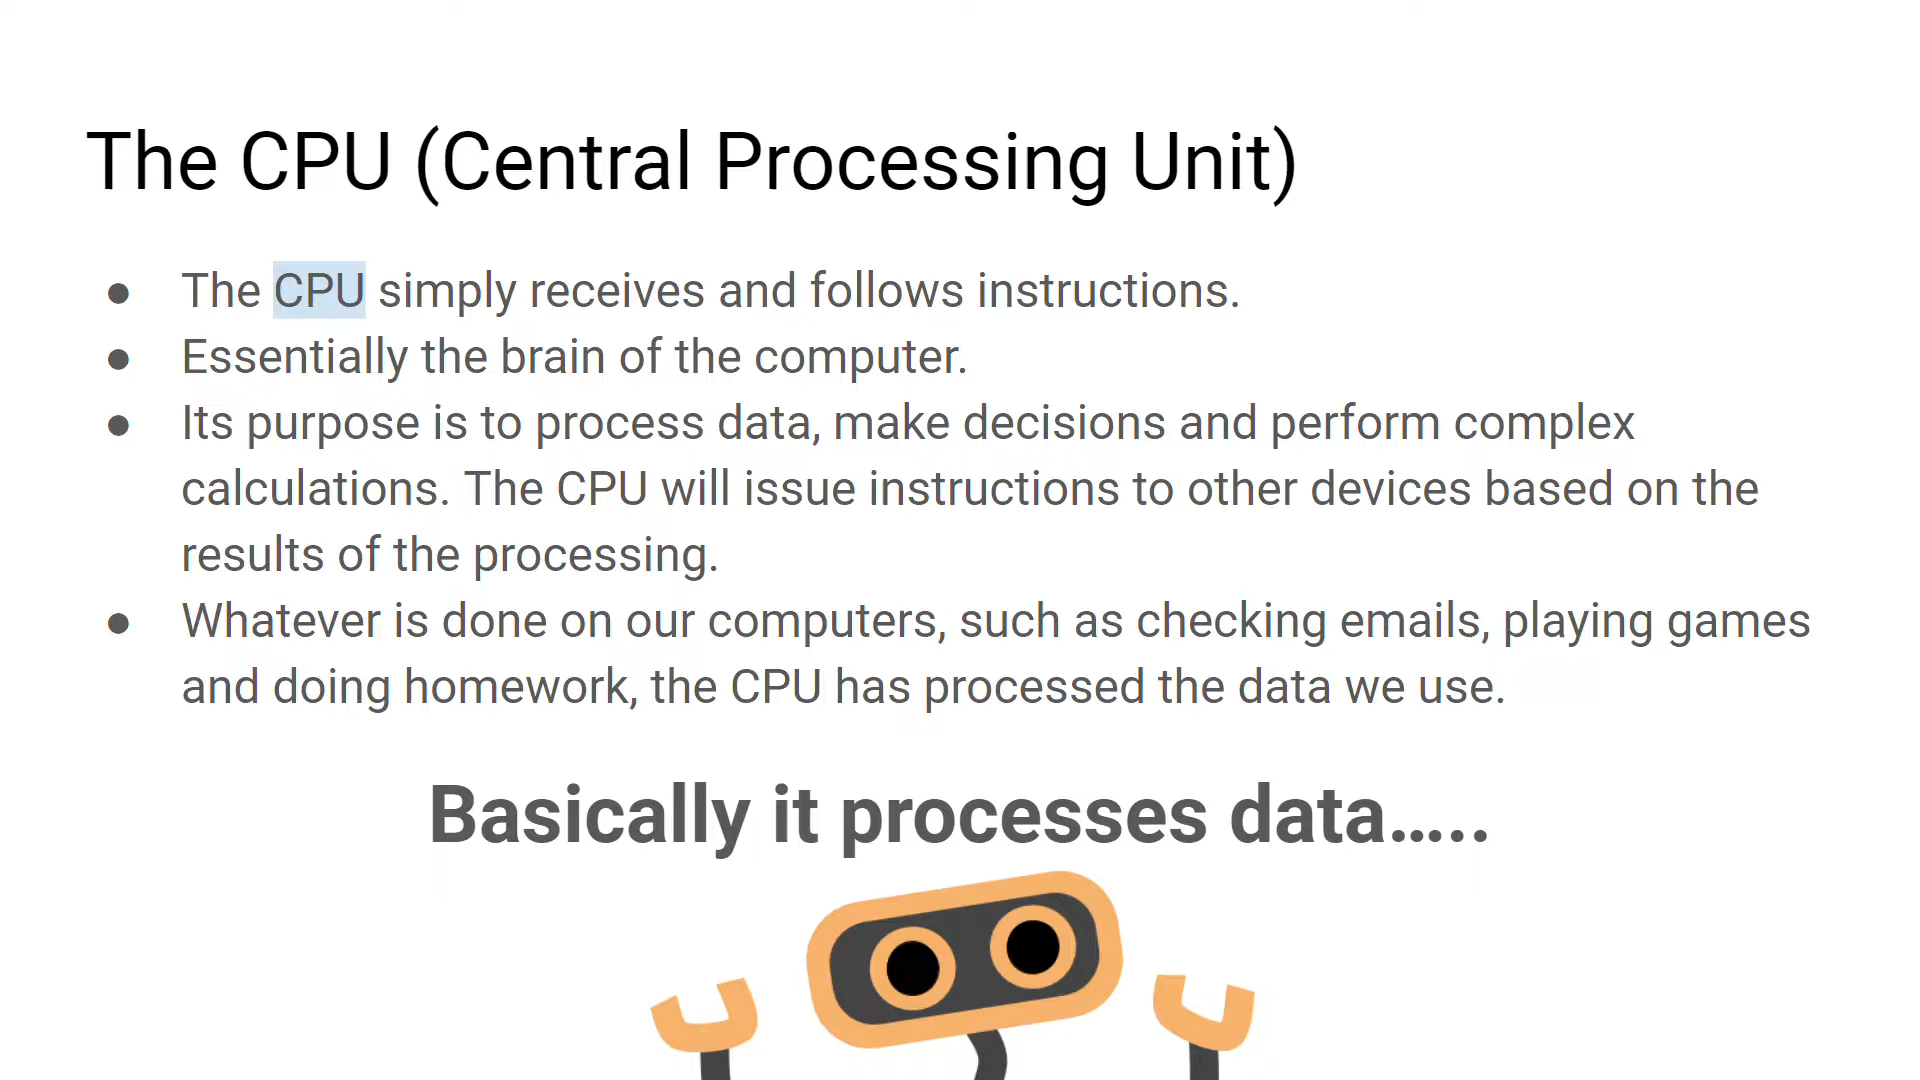 The CPU (Central Processing Unit)
● The CPU simply receives and follows instructions.
● Essentially the brain of the computer.
● Its purpose is to process data, make decisions and perform complex
calculations. The CPU will issue instructions to other devices based on the
results of the processing.
● Whatever is done on our computers, such as checking emails, playing games
and doing homework, the CPU has processed the data we use.
Basically it processes data…..